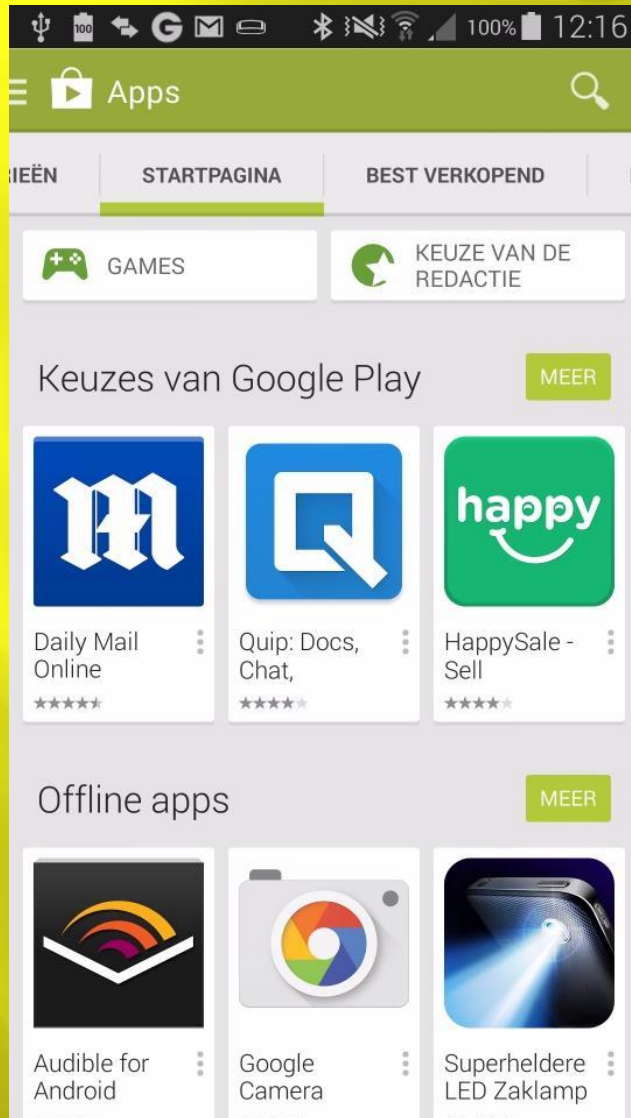 100
G
100% 12:16
Apps
IEËN STARTPAGINA BEST VERKOPEND
GAMES
KEUZE VAN DE
REDACTIE
Keuzes van Google Play MEER
happy
Daily Mail
Online
Quip: Docs,
Chat,
HappySale -
Sell
Offline apps MEER
Audible for
Android
Google
Camera
Superheldere
LED Zaklamp